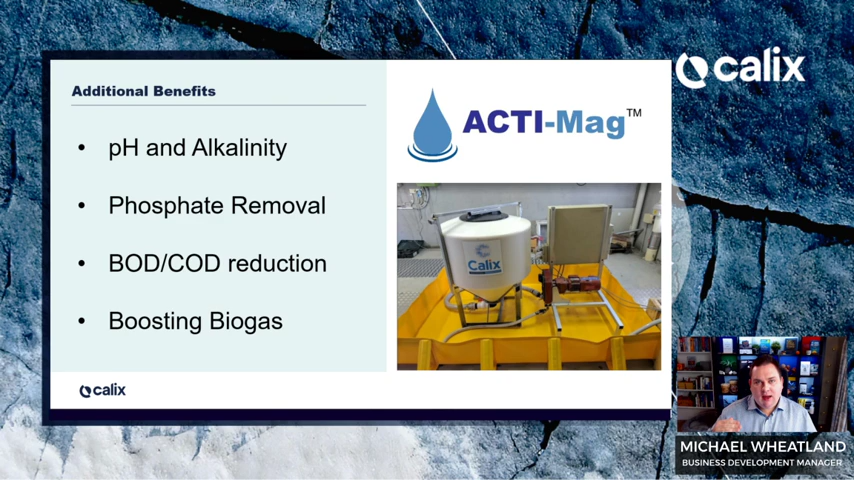 Additional Benefits
• pH and Alkalinity
• Phosphate Removal
• BOD/COD reduction
• Boosting Biogas
calix
ACTI-Mag™
Calix
calix
MICHAEL WHEATLAND
BUSINESS DEVELOPMENT MANAGER